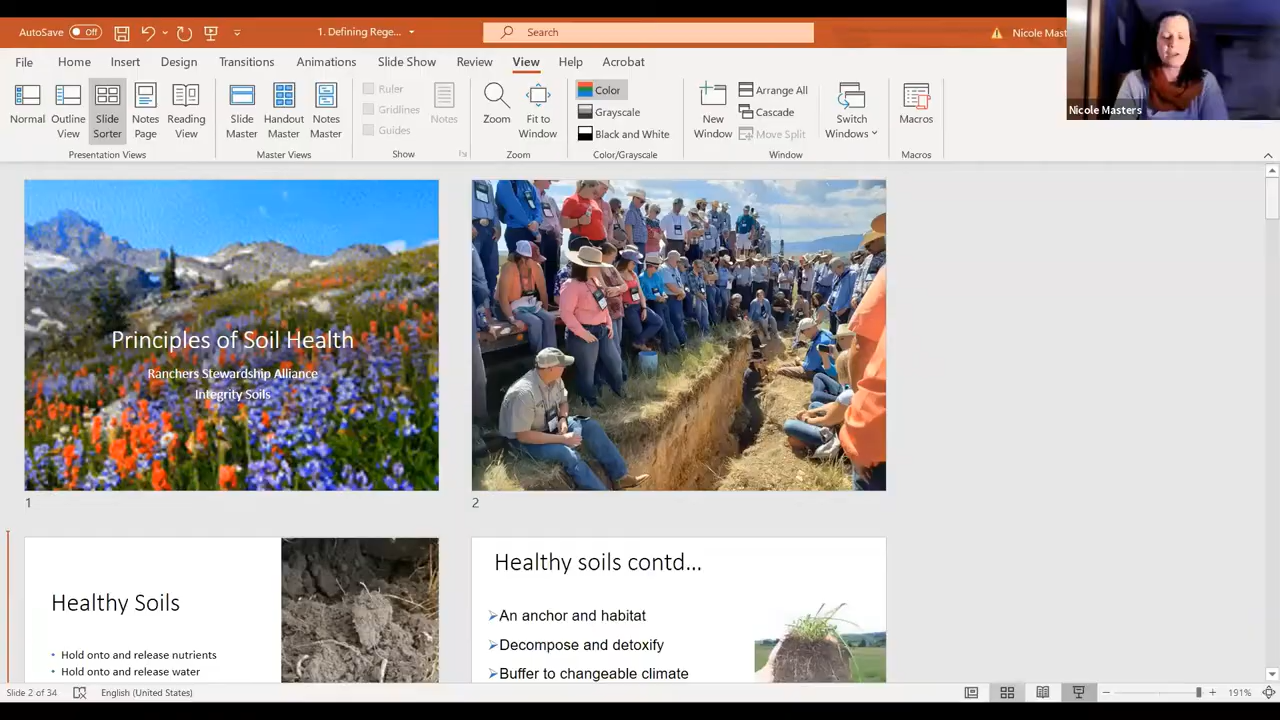 AutoSave Off
1. Defining Rege...
Search
Nicole Mast
File Home Insert Design Transitions Animations Slide Show Review View Help Acrobat
Normal
Outline View
Slide Sorter
Notes Page
Reading View
Presentation Views
Slide Master
Handout Master
Notes Master
Master Views
Ruler
Gridlines
Guides
Notes
Show
Zoom
Fit to Window
Zoom
Color
Grayscale
Black and White
Color/Grayscale
New Window
Arrange All
Cascade
Move Split
Window
Switch Windows
Macros
Macros
Nicole Masters
Principles of Soil Health
Ranchers Stewardship Alliance
Integrity Soils
1
2
Healthy Soils
• Hold onto and release nutrients
• Hold onto and release water
Healthy soils contd...
➢An anchor and habitat
➢Decompose and detoxify
➢Buffer to changeable climate
Slide 2 of 34
English (United States)
191%